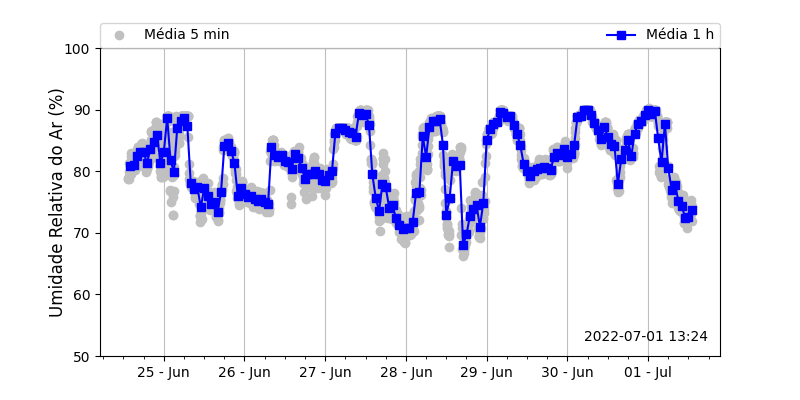 Média 5 min
Média 1 h
Umidade Relativa do Ar (%)
100
90
80
70
60
50
2022-07-01 13:24
25 - Jun
26 - Jun
27 - Jun
28 - Jun
29 - Jun
30 - Jun
01 - Jul